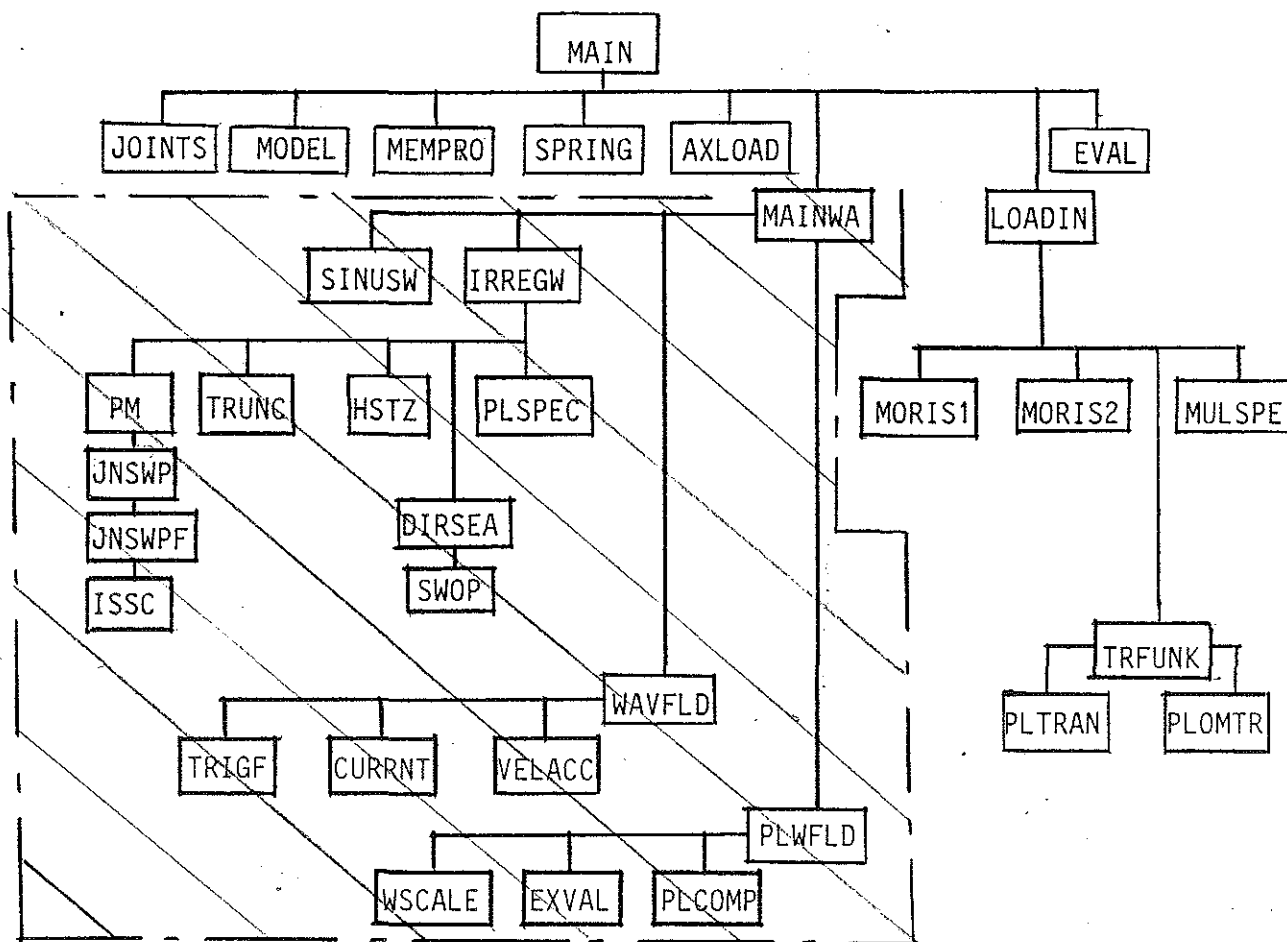 MAIN
JOINTS MODEL MEMPRO SPRING AXLOAD EVAL
MAINWA LOADIN
SINUSW IRREGW
PM TRUNC HSTZ PLSPEC MORIS1 MORIS2 MULSPE
JNSWP
JNSWPF DIRSEA
ISSC SWOP
TRFUNK
WAVFLD PLTRAN PLOMTR
TRIGF CURRNT VELACC
PLWFLD
WSCALE EXVAL PLCOMP